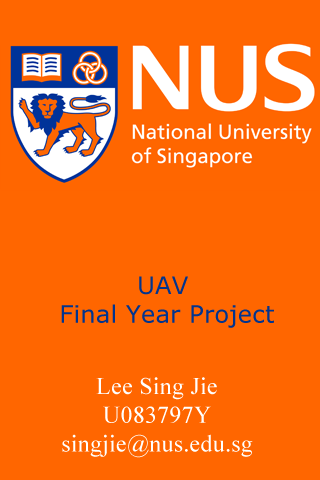 NUS
National University
of Singapore
UAV
Final Year Project
Lee Sing Jie
U083797Y
singjie@nus.edu.sg